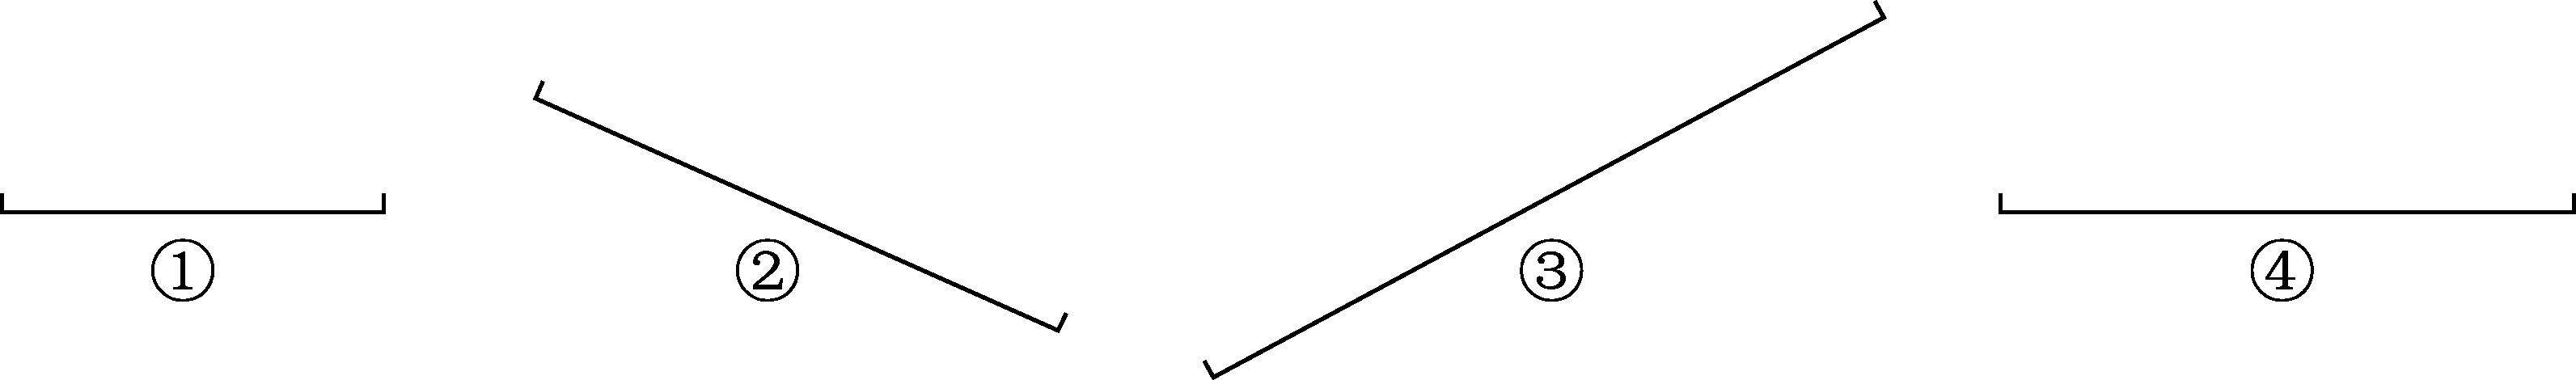 ① ② ③ ④